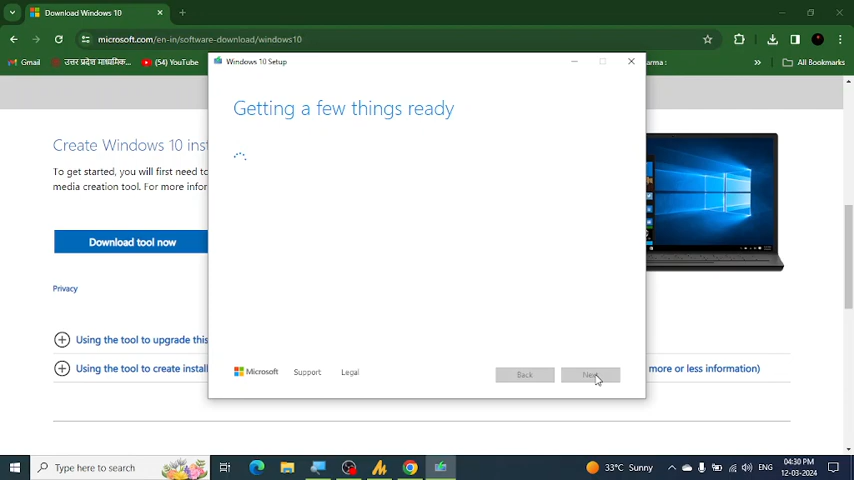 Download Windows 10
microsoft.com/en-in/software-download/windows10
Gmail
उत्तर प्रदेश माध्यमिक...
(54) YouTube
arma :
»
All Bookmarks
Windows 10 Setup
Getting a few things ready
Create Windows 10 inst
To get started, you will first need to
media creation tool. For more infor
Download tool now
Privacy
Using the tool to upgrade this
Using the tool to create install
more or less information)
Microsoft
Support
Legal
Back
Next
Type here to search
33°C Sunny
ENG
04:30 PM
12-03-2024